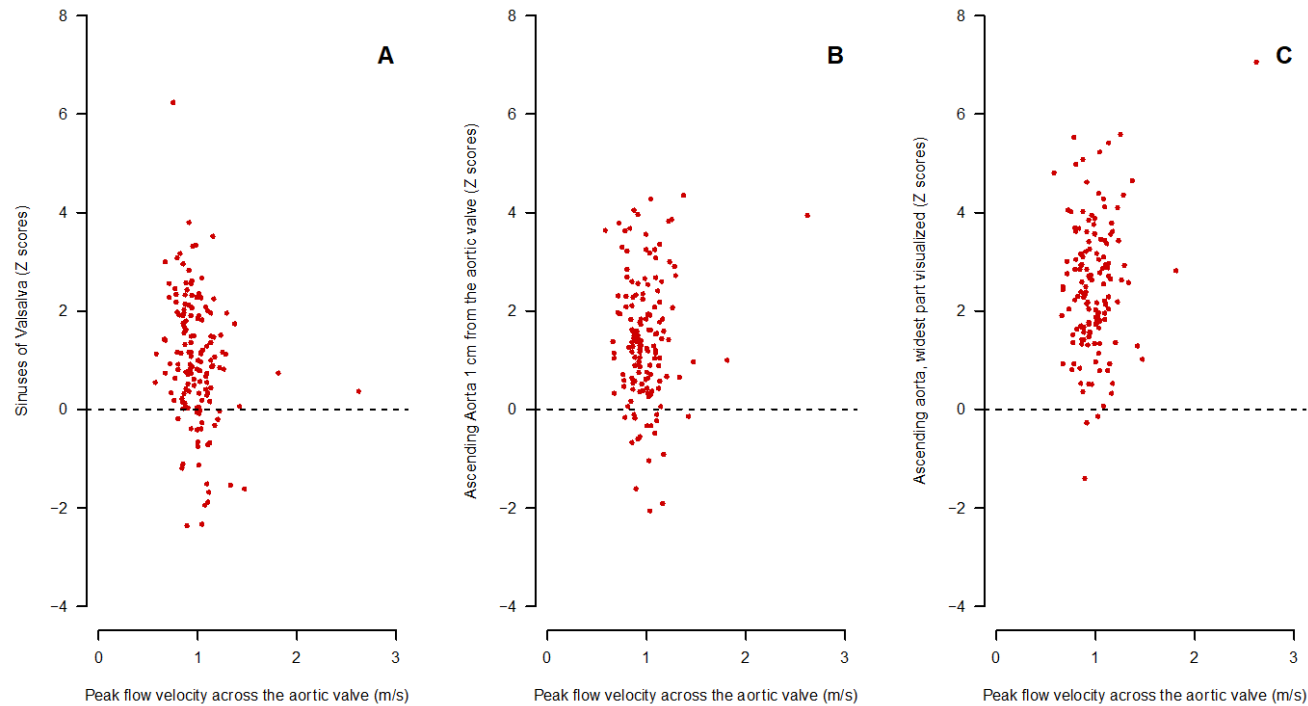 A
Sinuses of Valsalva (Z scores)
8
6
4
2
0
−2
−4
0 1 2 3
Peak flow velocity across the aortic valve (m/s)
B
Ascending Aorta 1 cm from the aortic valve (Z scores)
8
6
4
2
0
−2
−4
0 1 2 3
Peak flow velocity across the aortic valve (m/s)
C
Ascending aorta, widest part visualized (Z scores)
8
6
4
2
0
−2
−4
0 1 2 3
Peak flow velocity across the aortic valve (m/s)